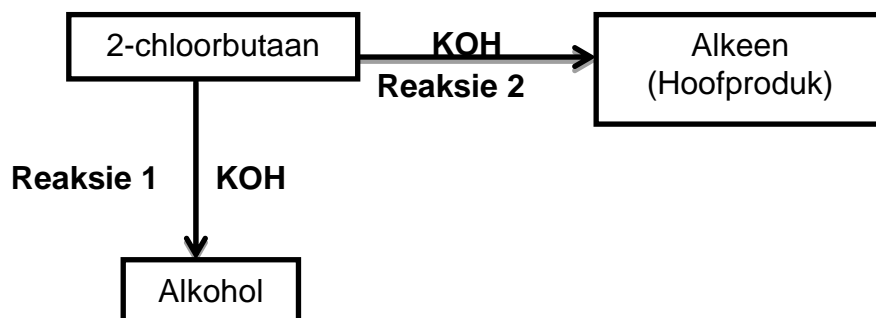 2-chloorbutaan
KOH
Reaksie 2
Alkeen
(Hoofproduk)
Reaksie 1 KOH
Alkohol